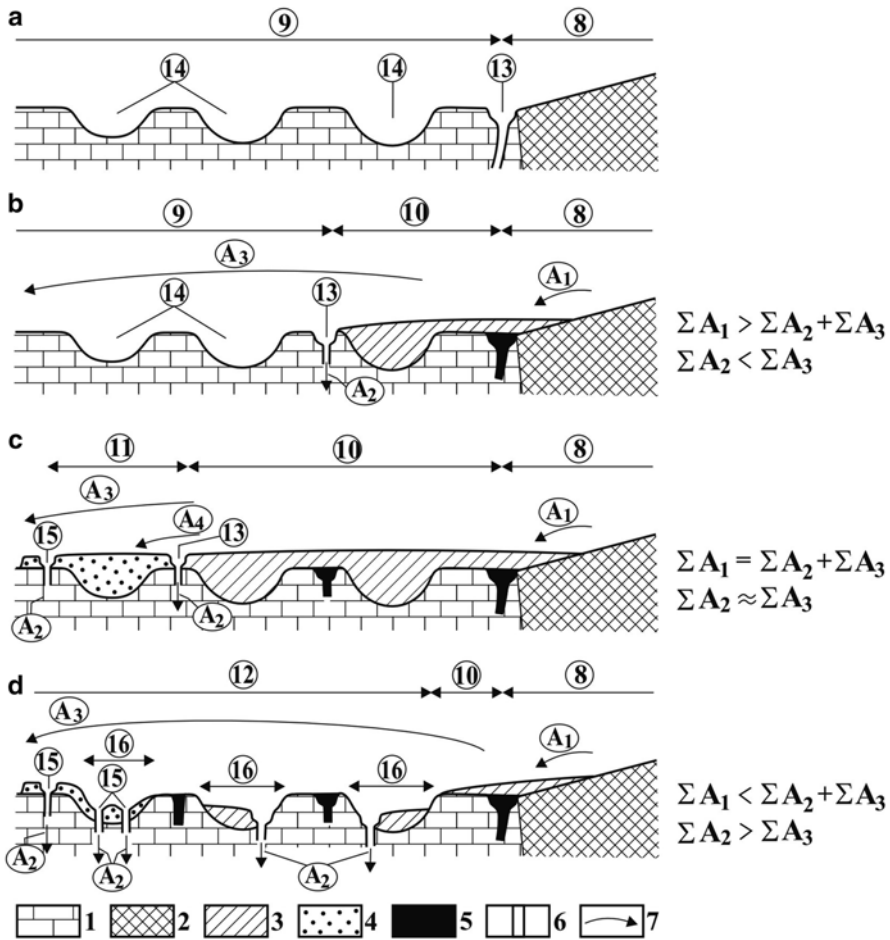 a
9 8
14 14 13
b
9 10 8
A3 A1
14 13
A2
ΣA1 > ΣA2 + ΣA3
ΣA2 < ΣA3
c
11 10 8
A3 A1
15 A4 13
A2 A2
ΣA1 = ΣA2 + ΣA3
ΣA2 ≈ ΣA3
d
12 10 8
A3 A1
16
15 15 16 16
A2 A2 A2
ΣA1 < ΣA2 + ΣA3
ΣA2 > ΣA3
1 2 3 4 5 6 7